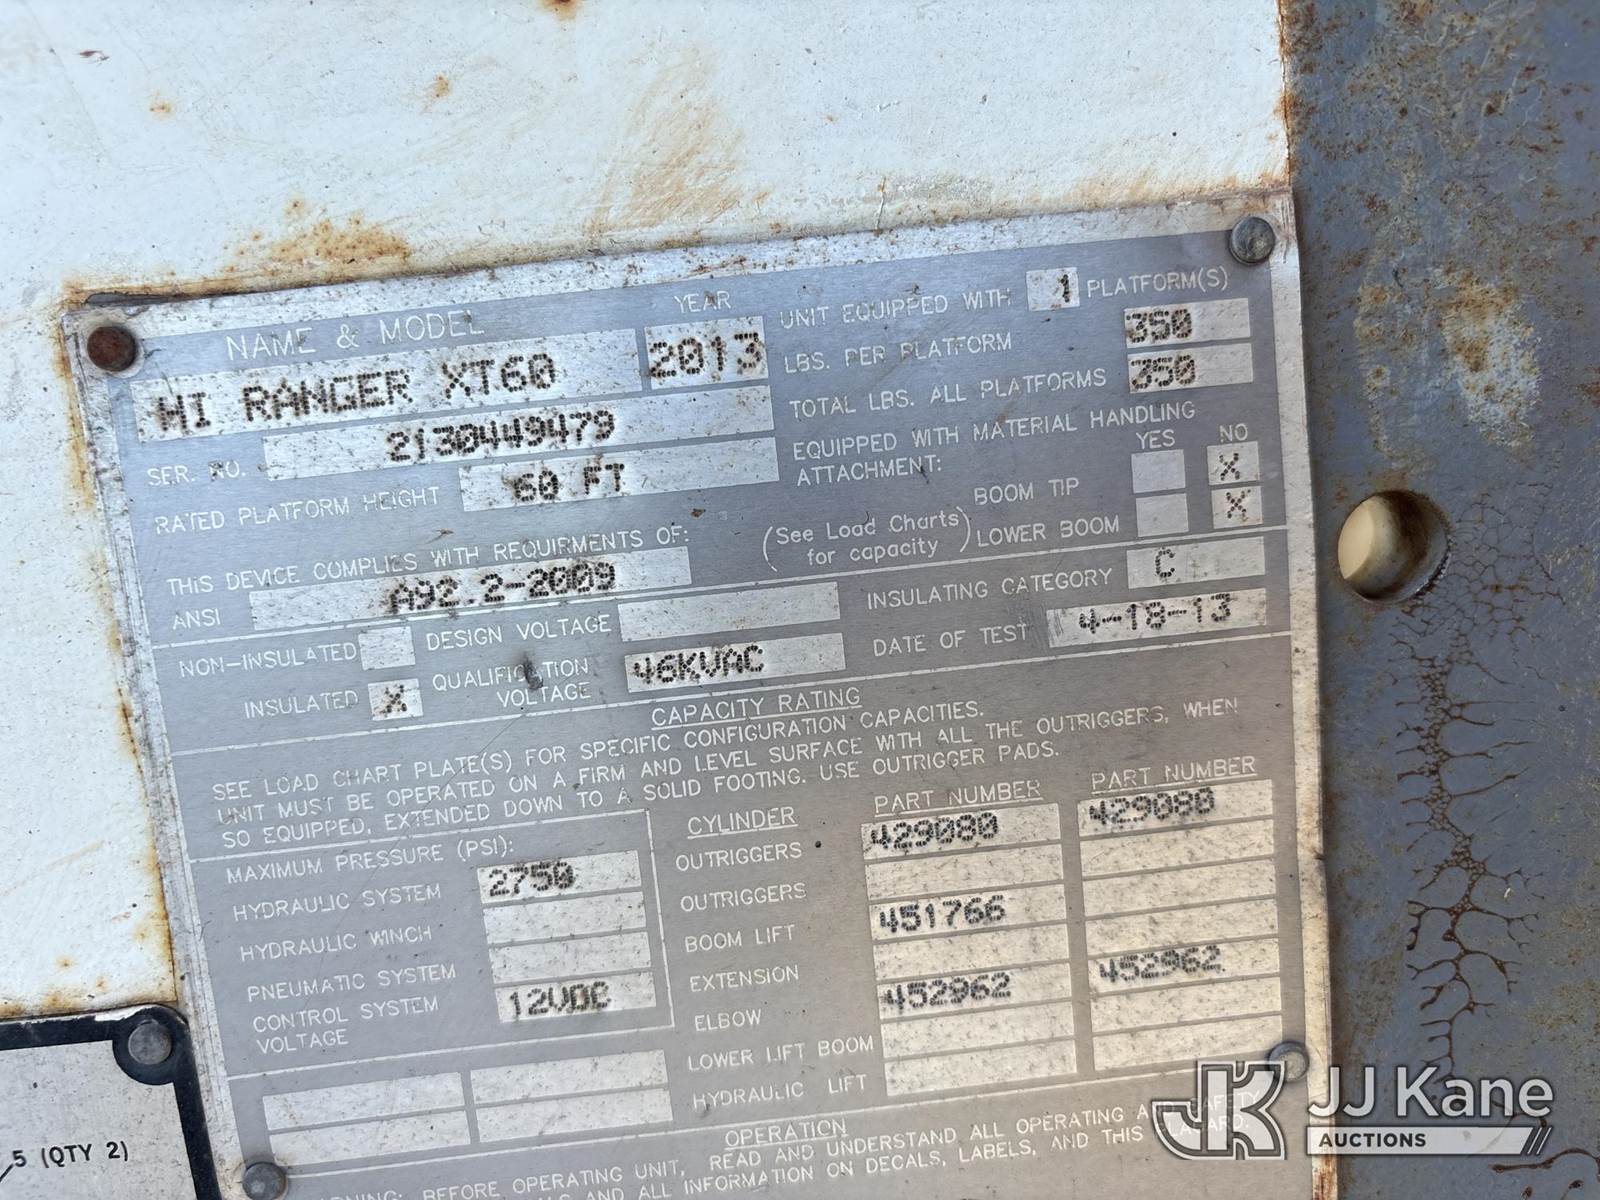 NAME & MODEL YEAR
HI RANGER XT60 2013
SER. NO. 2130449479
RATED PLATFORM HEIGHT 60 FT
THIS DEVICE COMPLIES WITH REQUIRMENTS OF:
ANSI A92.2-2009
UNIT EQUIPPED WITH 1 PLATFORM(S)
LBS. PER PLATFORM 350
TOTAL LBS. ALL PLATFORMS 350
EQUIPPED WITH MATERIAL HANDLING
ATTACHMENT: YES NO
BOOM TIP X
(See Load Charts for capacity) LOWER BOOM X
NON-INSULATED DESIGN VOLTAGE
INSULATED X QUALIFICATION VOLTAGE 46KVAC
INSULATING CATEGORY C
DATE OF TEST 4-18-13
CAPACITY RATING
SEE LOAD CHART PLATE(S) FOR SPECIFIC CONFIGURATION CAPACITIES.
UNIT MUST BE OPERATED ON A FIRM AND LEVEL SURFACE WITH ALL THE OUTRIGGERS, WHEN
SO EQUIPPED, EXTENDED DOWN TO A SOLID FOOTING. USE OUTRIGGER PADS.
MAXIMUM PRESSURE (PSI):
HYDRAULIC SYSTEM 2750
HYDRAULIC WINCH
PNEUMATIC SYSTEM
CONTROL SYSTEM
VOLTAGE 12VDC
CYLINDER PART NUMBER PART NUMBER
OUTRIGGERS 429080 429080
OUTRIGGERS
BOOM LIFT 451766
EXTENSION
ELBOW 452962 452962
LOWER LIFT BOOM
HYDRAULIC LIFT
OPERATION
BEFORE OPERATING UNIT, READ AND UNDERSTAND ALL OPERATING AND SAFETY
AND ALL INFORMATION ON DECALS, LABELS, AND THIS PLACARD.
5 (QTY 2)
JK JJ Kane
AUCTIONS